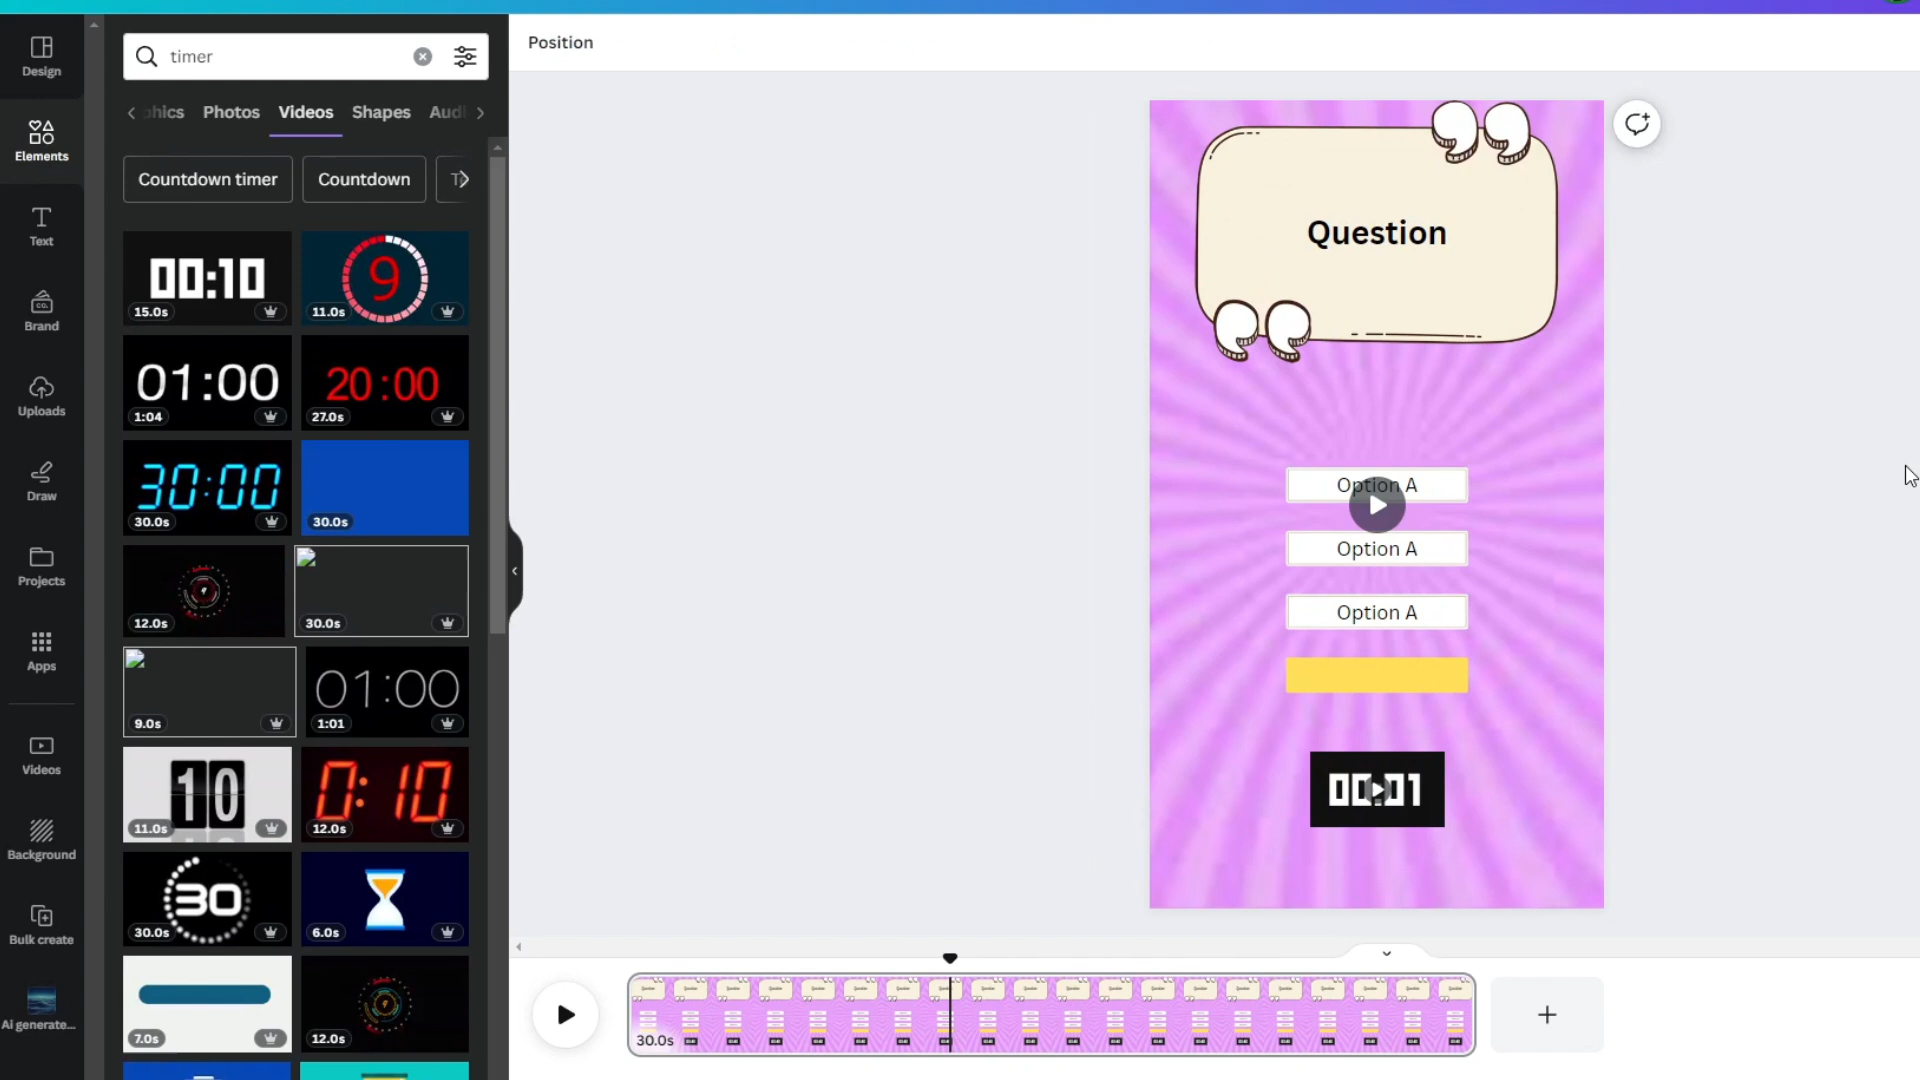 Position
Design
Elements
Text
Brand
Uploads
Draw
Projects
Apps
Videos
Background
Bulk create
Ai generate...
timer
Photos
Videos
Shapes
Countdown timer
Countdown
00:10
15.0s
9
11.0s
01:00
1:04
20:00
27.0s
30:00
30.0s
30.0s
12.0s
30.0s
9.0s
01:00
1:01
10
11.0s
0:10
12.0s
30
30.0s
6.0s
7.0s
12.0s
Question
Option A
Option A
Option A
00:01
30.0s